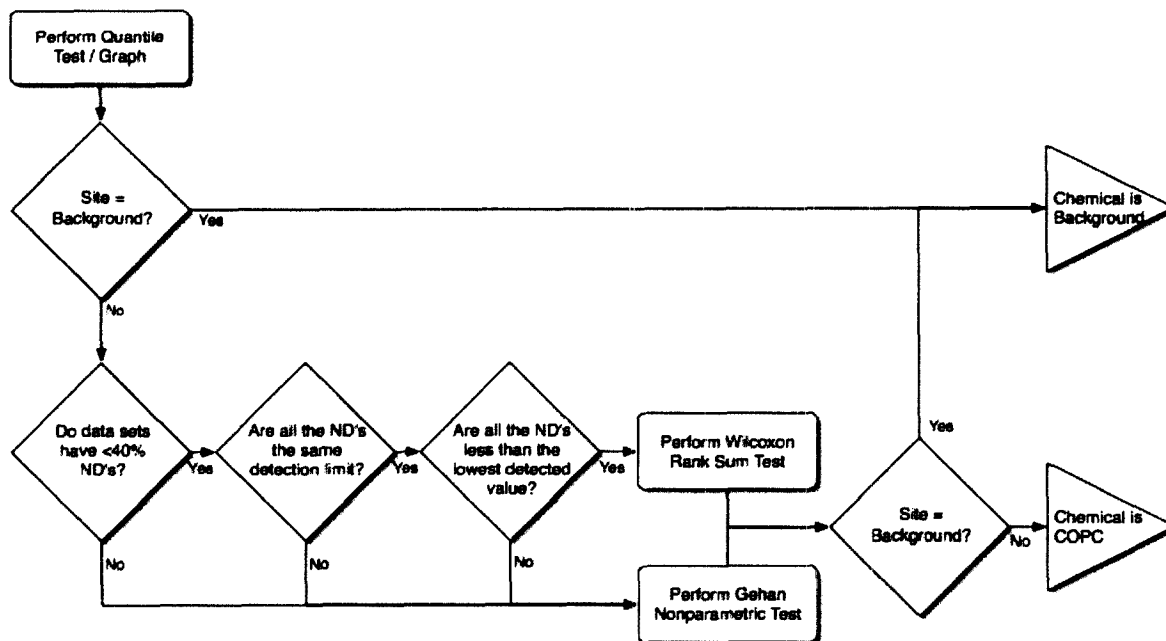 Perform Quantile
Test / Graph
Site =
Background?
Yes
Chemical is
Background
No
Do data sets
have <40%
ND's?
Yes
Are all the ND's
the same
detection limit?
Yes
Are all the ND's
less than the
lowest detected
value?
Yes
Perform Wilcoxon
Rank Sum Test
Yes
Site =
Background?
No
Chemical is
COPC
No
No
No
Perform Gehan
Nonparametric Test